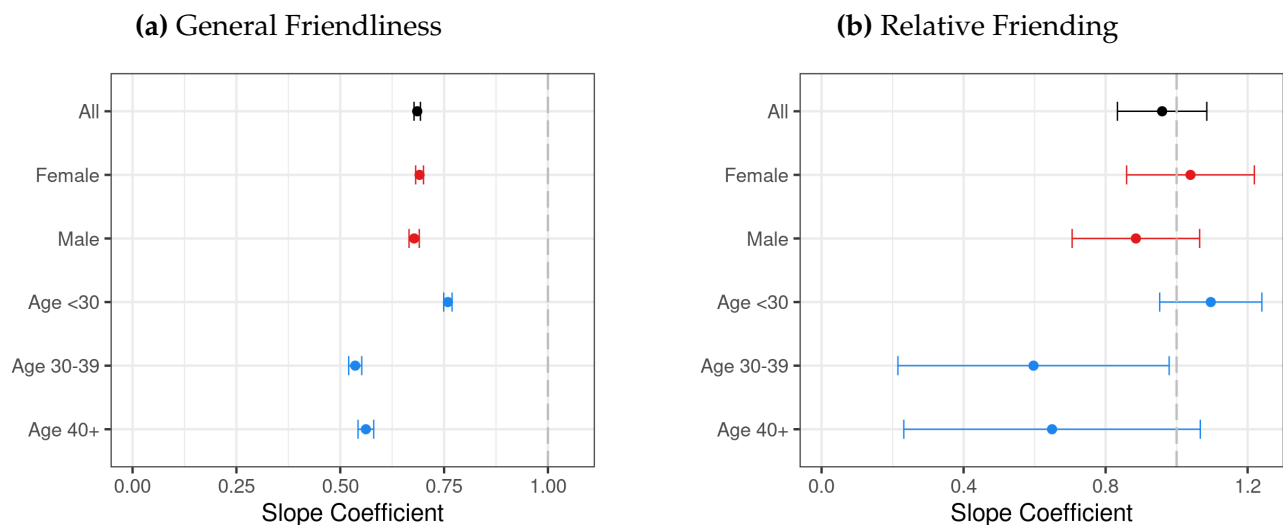 (a) General Friendliness
All
Female
Male
Age <30
Age 30-39
Age 40+
0.00 0.25 0.50 0.75 1.00
Slope Coefficient
(b) Relative Friending
All
Female
Male
Age <30
Age 30-39
Age 40+
0.0 0.4 0.8 1.2
Slope Coefficient